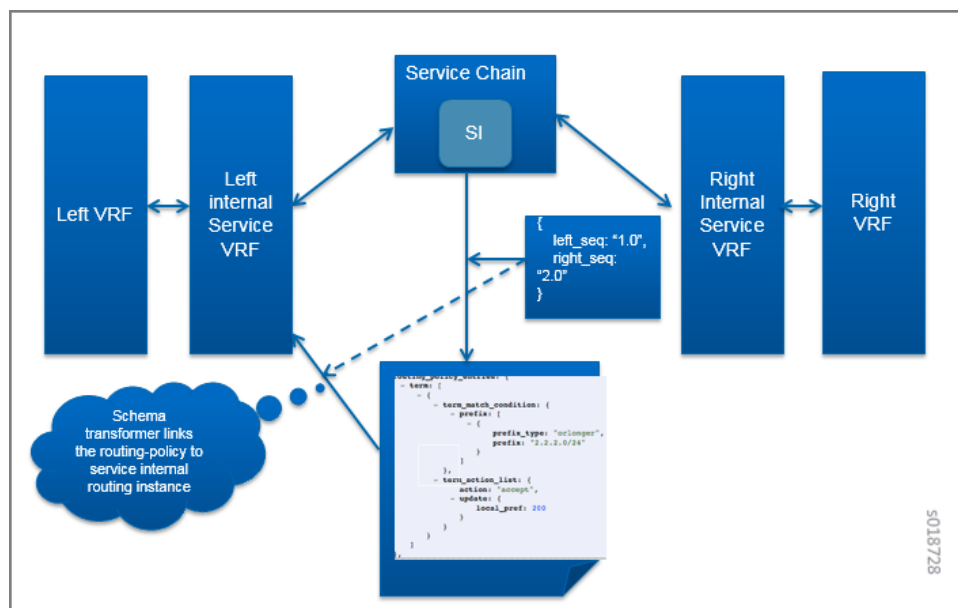 Service Chain
SI
Left VRF
Left
internal
Service
VRF
Right
Internal
Service
VRF
Right
VRF
{
left_seq: “1.0”,
right_seq:
“2.0”
}
Schema
transformer links
the routing-policy to
service internal
routing instance
routing_policy_entries: {
- term: [
- {
- term_match_condition: {
- prefix: [
- {
prefix_type: "orlonger",
prefix: "2.2.2.0/24"
}
]
},
- term_action_list: {
action: "accept",
- update: {
local_pref: 200
}
}
}
]
},
s018728